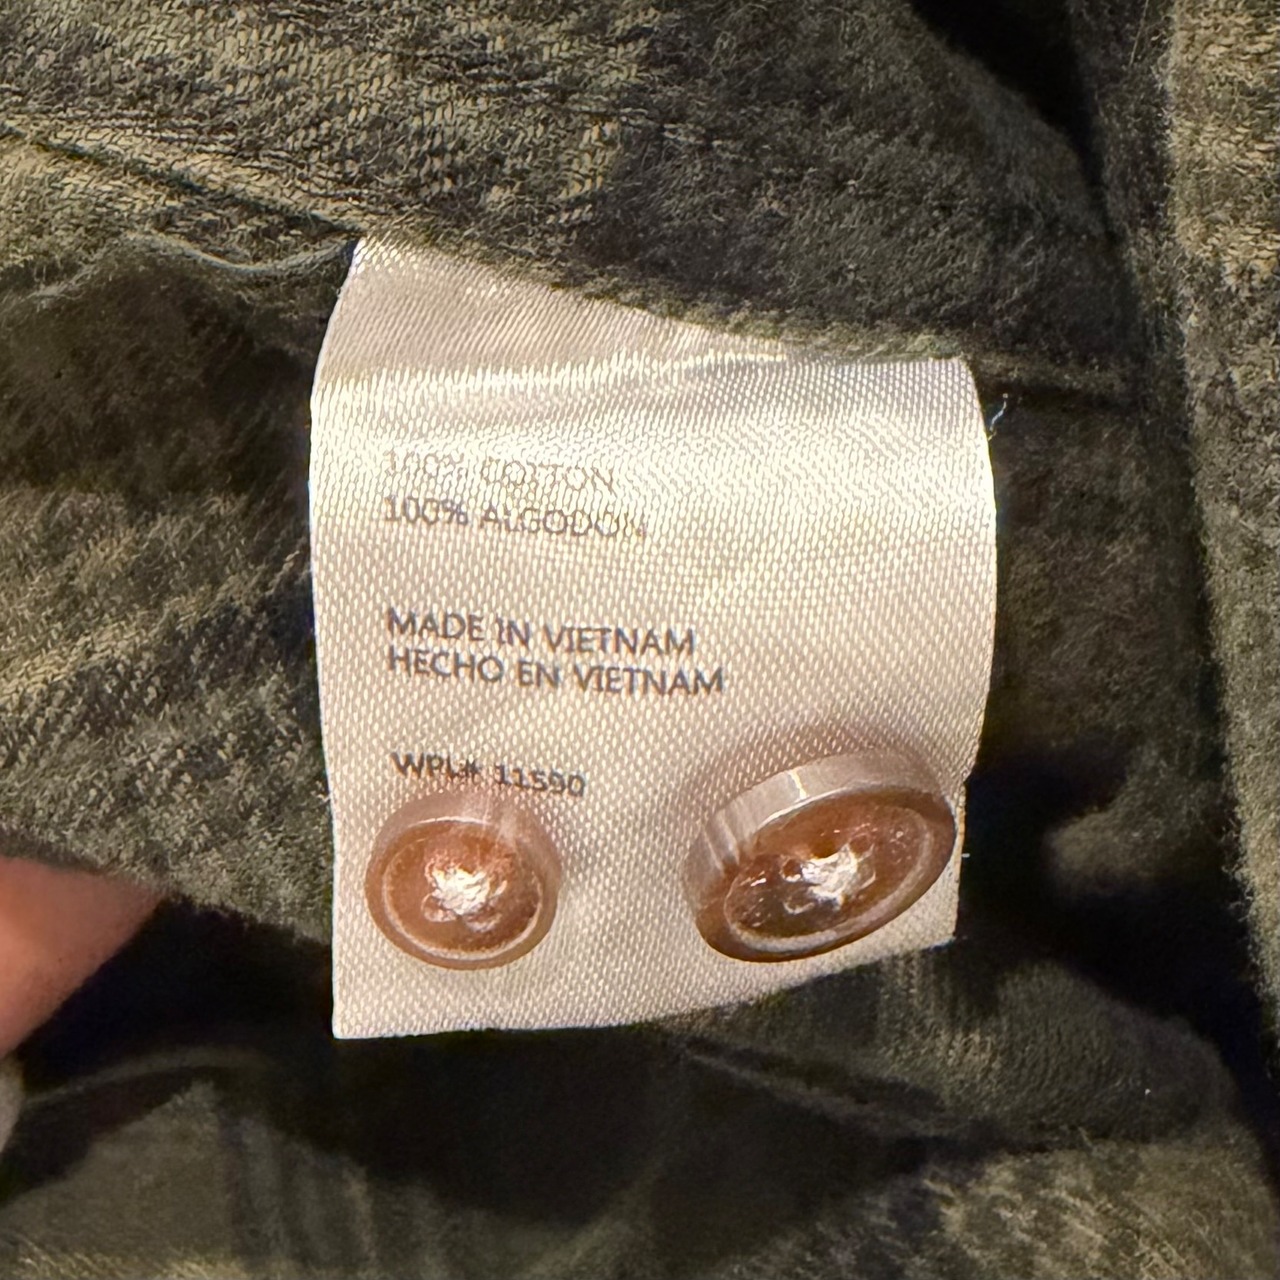 100% COTTON
100% ALGODON
MADE IN VIETNAM
HECHO EN VIETNAM
WPL# 11590